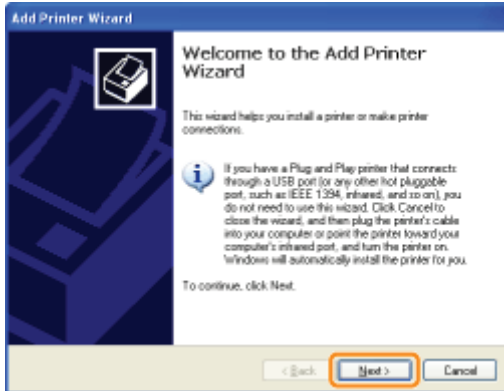 Add Printer Wizard
Welcome to the Add Printer
Wizard
This wizard helps you install a printer or make printer
connections.
If you have a Plug and Play printer that connects
through a USB port (or any other hot pluggable
port, such as IEEE 1394, infrared, and so on), you
do not need to use this wizard. Click Cancel to
close the wizard, and then plug the printer's cable
into your computer or point the printer toward your
computer's infrared port, and turn the printer on.
Windows will automatically install the printer for you.
To continue, click Next.
< Back Next > Cancel